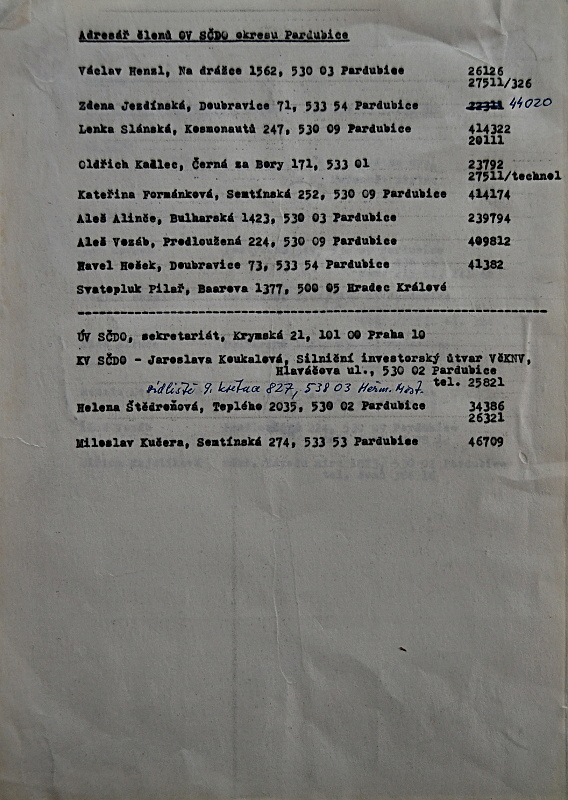 Adresář členů OV SČDO okresu Pardubice
Václav Henzl, Na drážce 1562, 530 03 Pardubice 26126
27511/326
Zdena Jezdínská, Doubravice 71, 533 54 Pardubice 22311 44020
Lenka Slánská, Kosmonautů 247, 530 09 Pardubice 414322
20111
Oldřich Kadlec, Černá za Bory 171, 533 01 23792
27511/technol
Kateřina Formánková, Semtínská 252, 530 09 Pardubice 414174
Aleš Alinče, Bulharská 1423, 530 03 Pardubice 239794
Aleš Vozáb, Predloužená 224, 530 09 Pardubice 409812
Pavel Hošek, Doubravice 73, 533 54 Pardubice 41382
Svatopluk Pilař, Baarova 1377, 500 05 Hradec Králové
ÚV SČDO, sekretariát, Krymská 21, 101 00 Praha 10
KV SČDO - Jaroslava Koukalová, Silniční investorský útvar VčKNV,
Hlaváčova ul., 530 02 Pardubice
tel. 25821
sídliště 9. května 827, 538 03 Heřm. Měst.
Helena Štědroňová, Teplého 2035, 530 02 Pardubice 34386
26321
Miloslav Kučera, Semtínská 274, 533 53 Pardubice 46709